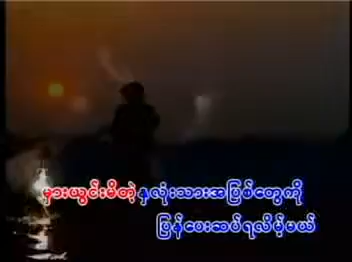 မှားယွင်းမိတဲ့ နှလုံးသားအပြစ်တွေကို
ပြန်ပေးဆပ်ရလိမ့်မယ်